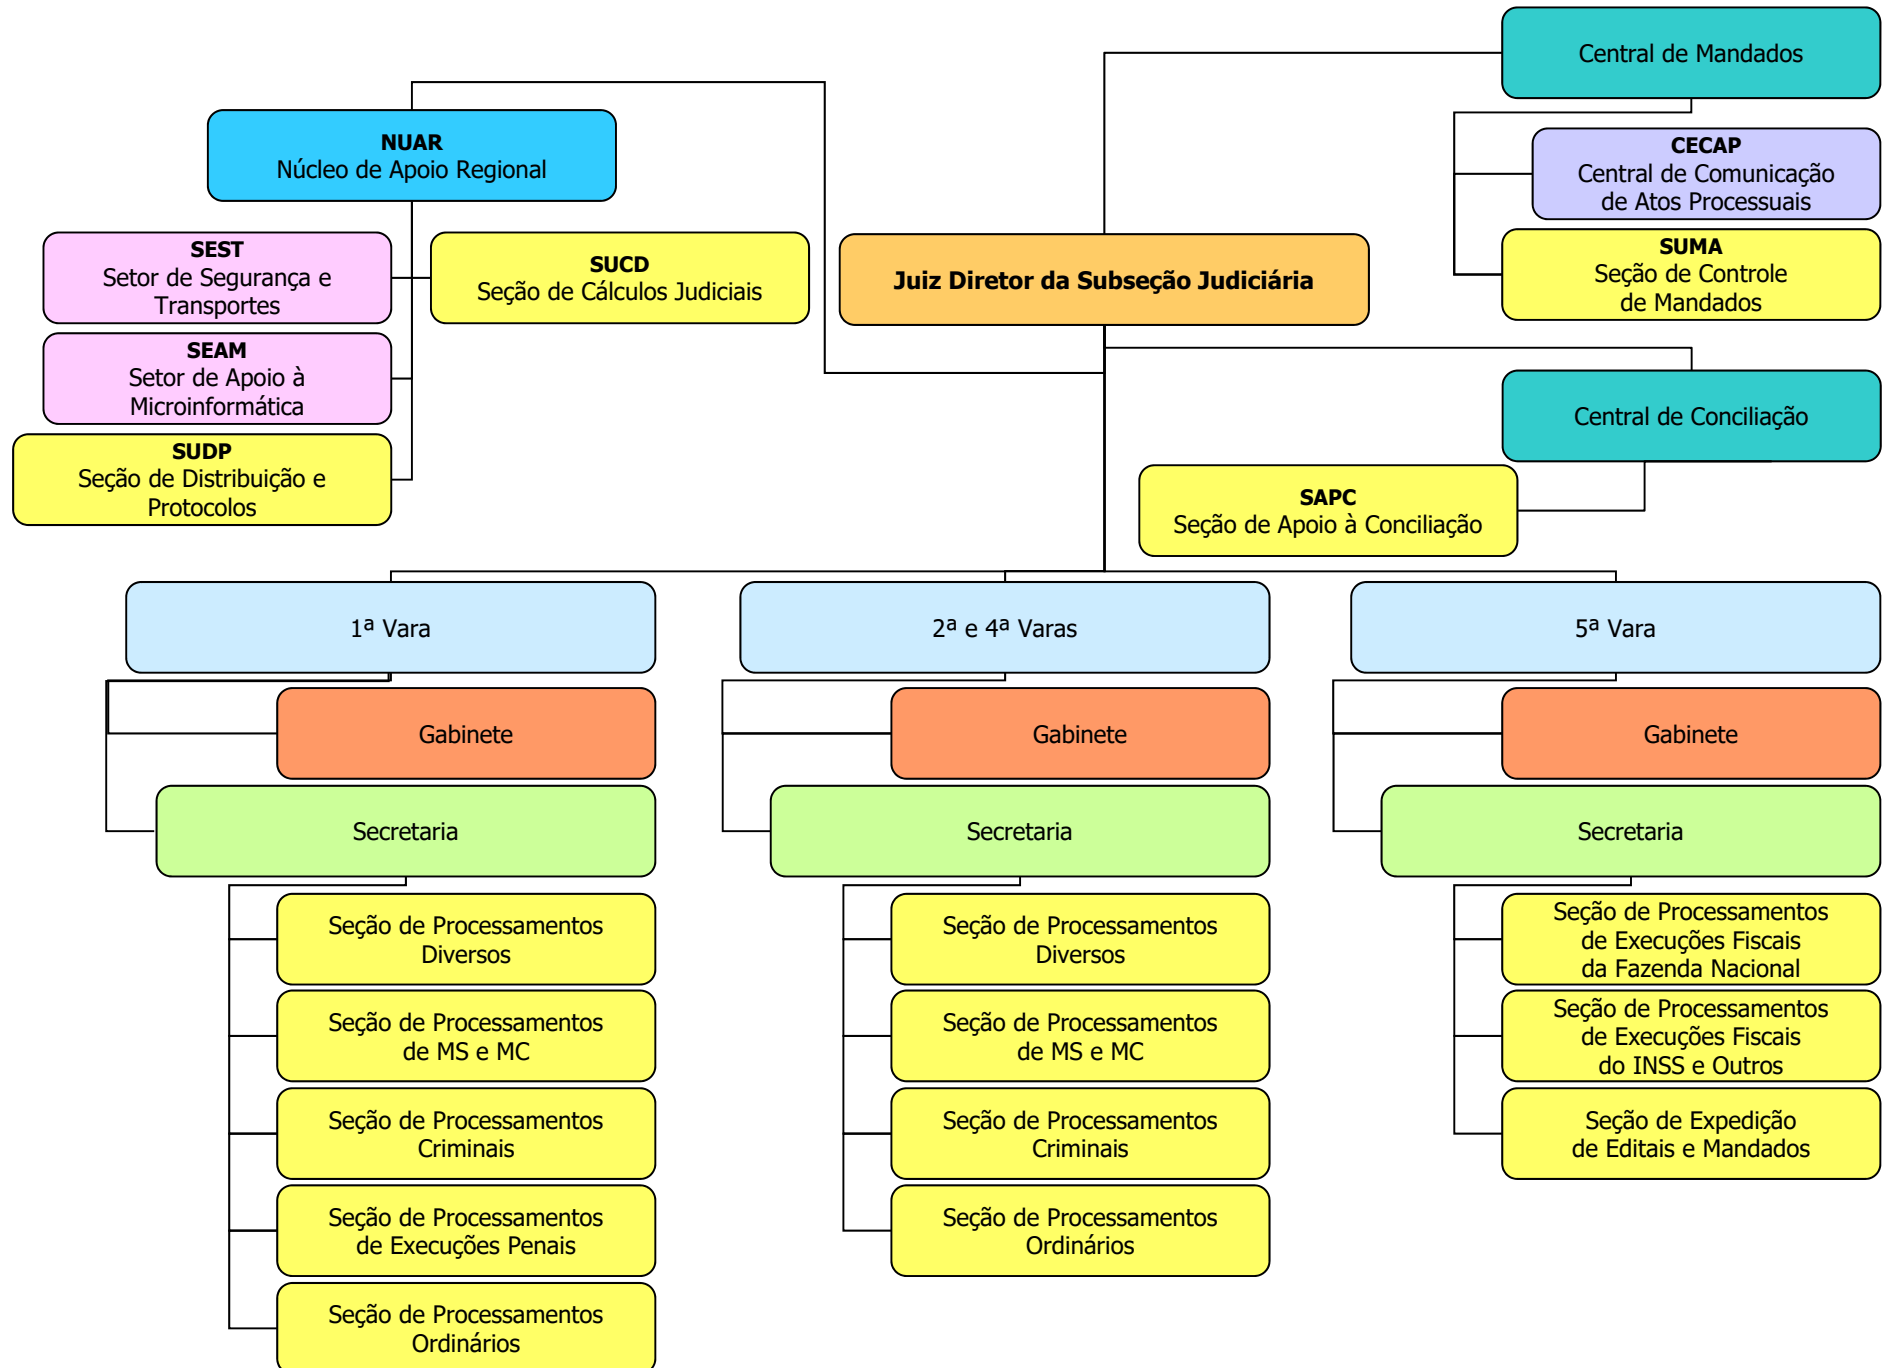 Central de Mandados
NUAR
Núcleo de Apoio Regional
CECAP
Central de Comunicação
de Atos Processuais
SEST
Setor de Segurança e
Transportes
SUCD
Seção de Cálculos Judiciais
Juiz Diretor da Subseção Judiciária
SUMA
Seção de Controle
de Mandados
SEAM
Setor de Apoio à
Microinformática
Central de Conciliação
SUDP
Seção de Distribuição e
Protocolos
SAPC
Seção de Apoio à Conciliação
1ª Vara
2ª e 4ª Varas
5ª Vara
Gabinete
Gabinete
Gabinete
Secretaria
Secretaria
Secretaria
Seção de Processamentos
Diversos
Seção de Processamentos
Diversos
Seção de Processamentos
de Execuções Fiscais
da Fazenda Nacional
Seção de Processamentos
de MS e MC
Seção de Processamentos
de MS e MC
Seção de Processamentos
de Execuções Fiscais
do INSS e Outros
Seção de Processamentos
Criminais
Seção de Processamentos
Criminais
Seção de Expedição
de Editais e Mandados
Seção de Processamentos
de Execuções Penais
Seção de Processamentos
Ordinários
Seção de Processamentos
Ordinários